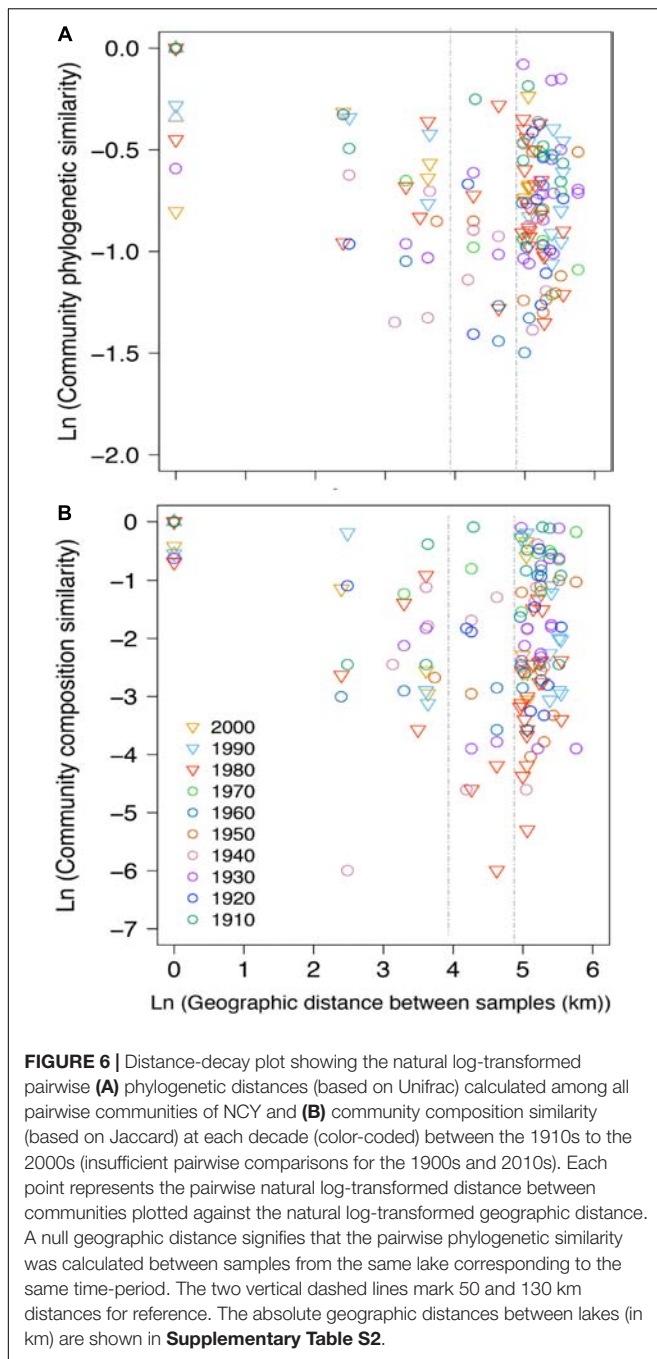 A
Ln (Community phylogenetic similarity)
0.0
−0.5
−1.0
−1.5
−2.0
B
Ln (Community composition similarity)
0
−1
−2
−3
−4
−5
−6
−7
2000
1990
1980
1970
1960
1950
1940
1930
1920
1910
0 1 2 3 4 5 6
Ln (Geographic distance between samples (km))
FIGURE 6 | Distance-decay plot showing the natural log-transformed
pairwise (A) phylogenetic distances (based on Unifrac) calculated among all
pairwise communities of NCY and (B) community composition similarity
(based on Jaccard) at each decade (color-coded) between the 1910s to the
2000s (insufficient pairwise comparisons for the 1900s and 2010s). Each
point represents the pairwise natural log-transformed distance between
communities plotted against the natural log-transformed geographic distance.
A null geographic distance signifies that the pairwise phylogenetic similarity
was calculated between samples from the same lake corresponding to the
same time-period. The two vertical dashed lines mark 50 and 130 km
distances for reference. The absolute geographic distances between lakes (in
km) are shown in Supplementary Table S2.